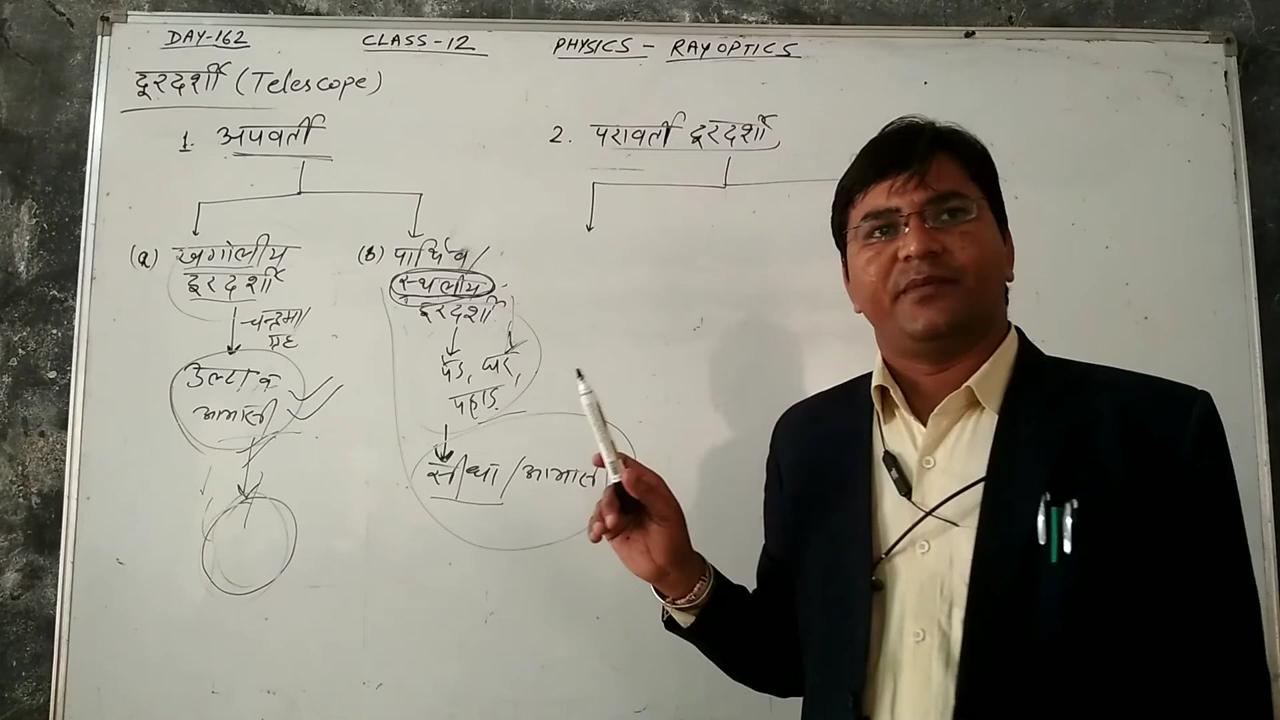 DAY-162 CLASS-12 PHYSICS - RAY OPTICS
दूरदर्शी (Telescope)
1. अपवर्ती
2. परावर्ती दूरदर्शी
(a) खगोलीय
दूरदर्शी
चन्द्रमा/
ग्रह
उल्टा व
आभासी
(b) पार्थिव/
स्थलीय
दूरदर्शी
पेड़, घर,
पहाड़
सीधा/आभासी